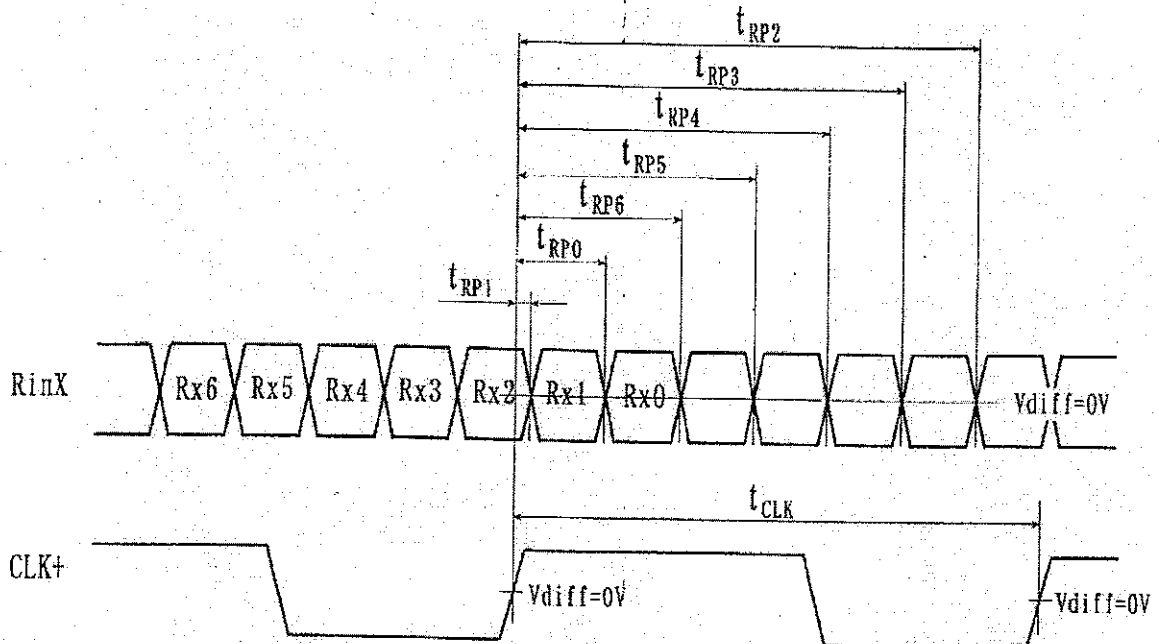 tRP2
tRP3
tRP4
tRP5
tRP6
tRP0
tRP1
RinX Rx6 Rx5 Rx4 Rx3 Rx2 Rx1 Rx0 Vdiff=0V
tCLK
CLK+ Vdiff=0V Vdiff=0V